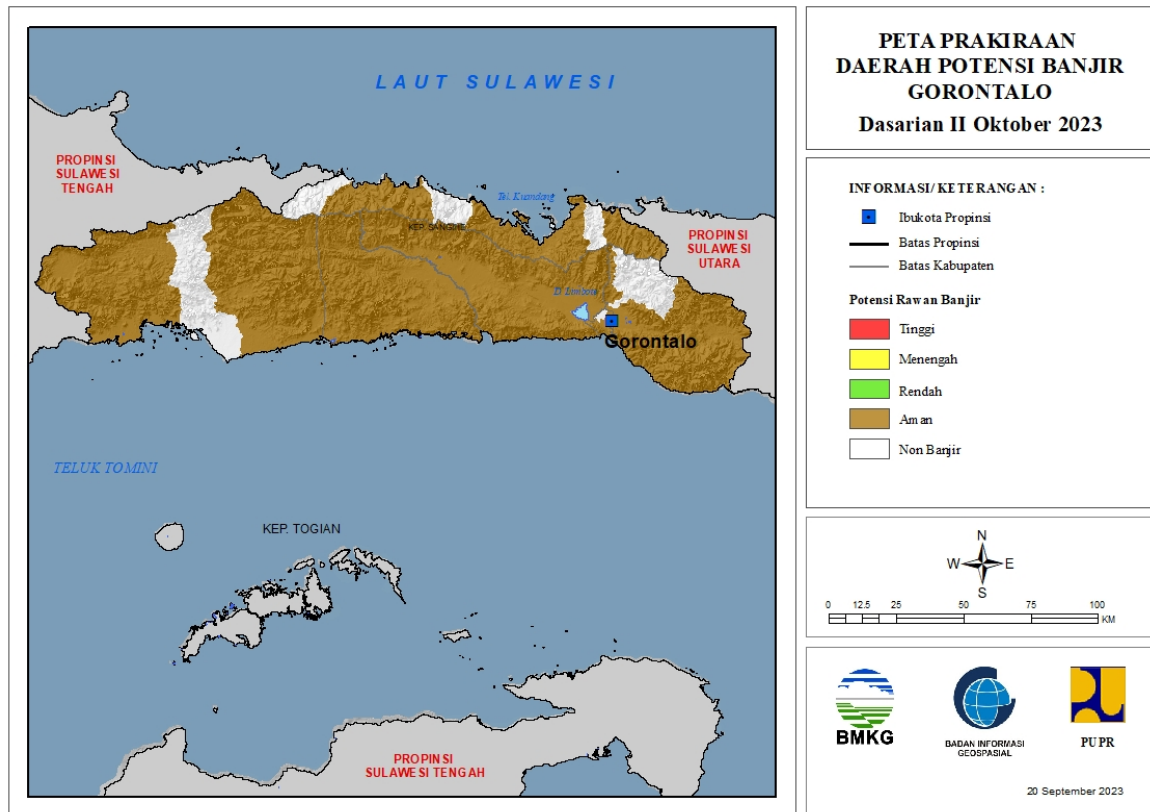 LAUT SULAWESI
PROPINSI
SULAWESI
TENGAH
Tel. Kuandang
KEP. SANGIHE
PROPINSI
SULAWESI
UTARA
D. Limboto
Gorontalo
TELUK TOMINI
KEP. TOGIAN
PROPINSI
SULAWESI TENGAH
PETA PRAKIRAAN
DAERAH POTENSI BANJIR
GORONTALO
Dasarian II Oktober 2023
INFORMASI/ KETERANGAN :
Ibukota Propinsi
Batas Propinsi
Batas Kabupaten
Potensi Rawan Banjir
Tinggi
Menengah
Rendah
Aman
Non Banjir
N
W E
S
0 12.5 25 50 75 100
KM
BMKG
BADAN INFORMASI
GEOSPASIAL
PUPR
20 September 2023